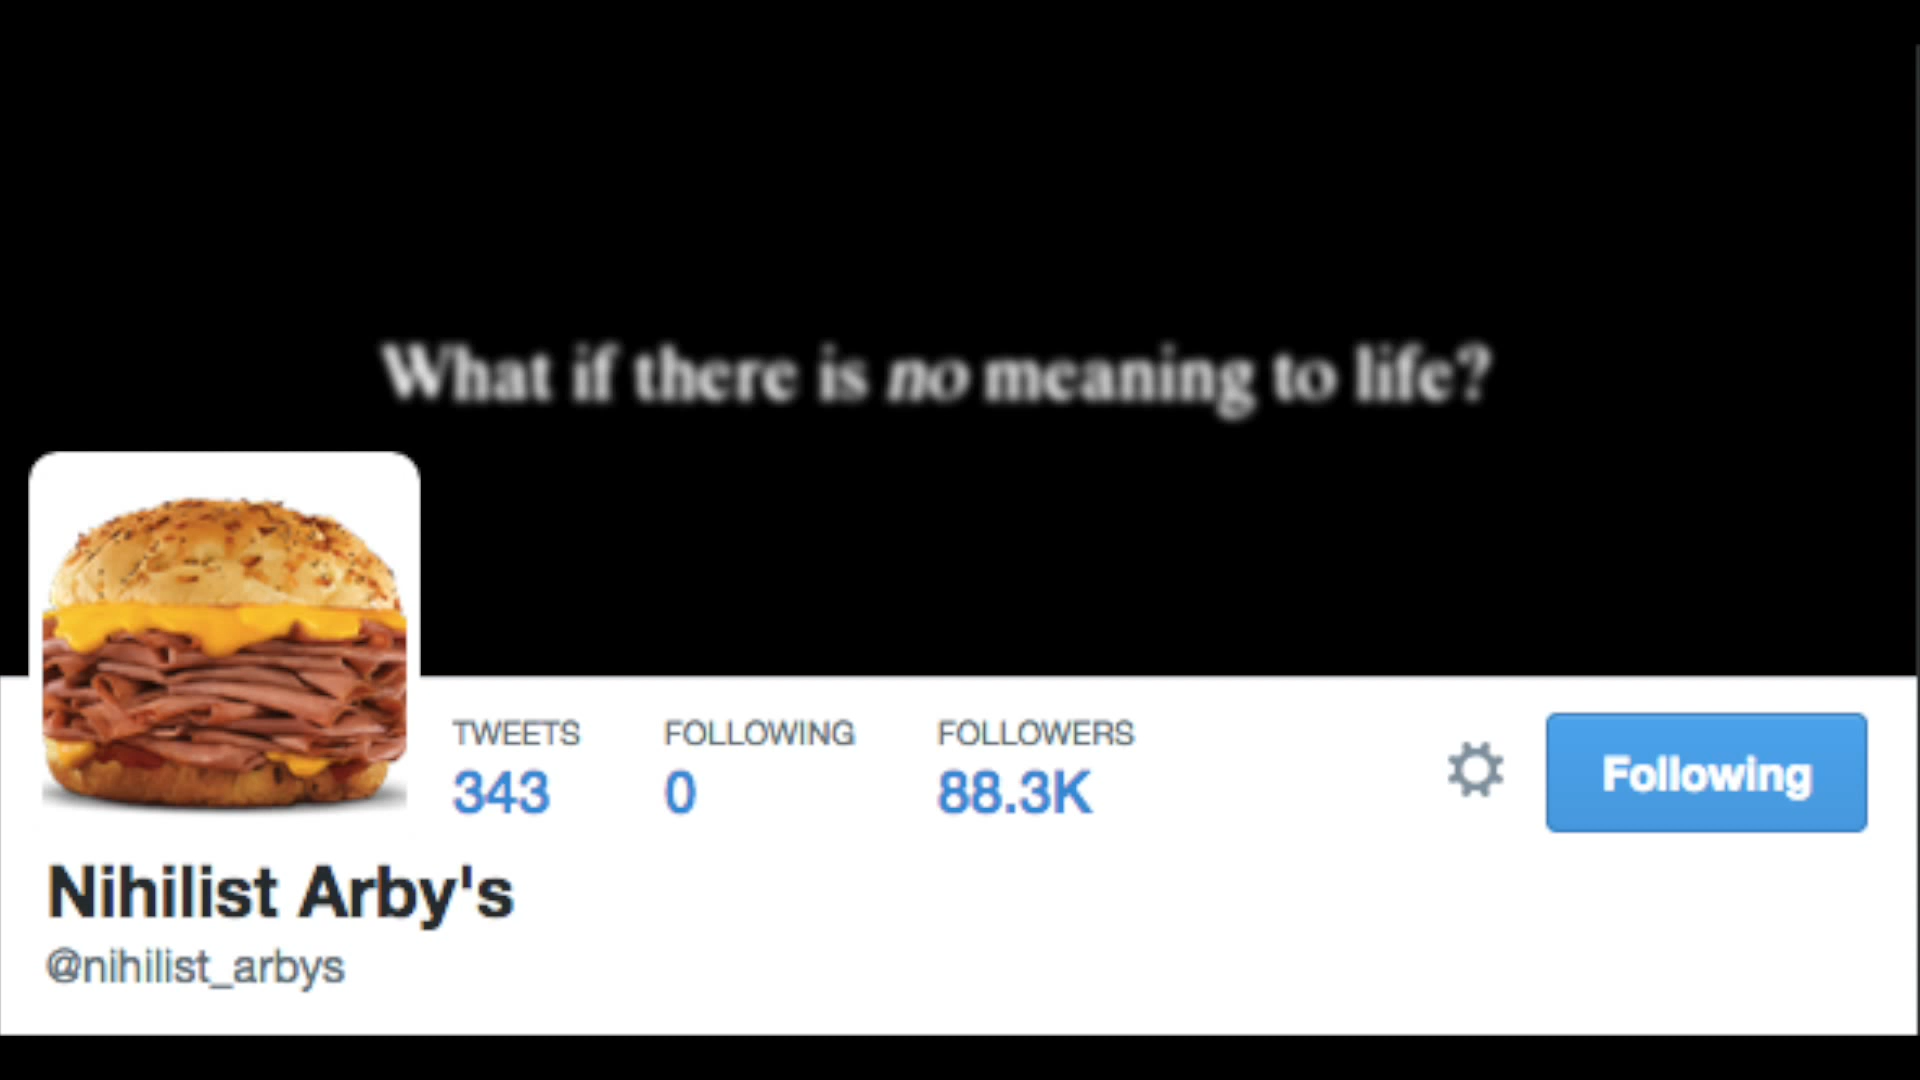 What if there is no meaning to life?
TWEETS FOLLOWING FOLLOWERS
343 0 88.3K
Following
Nihilist Arby's
@nihilist_arbys